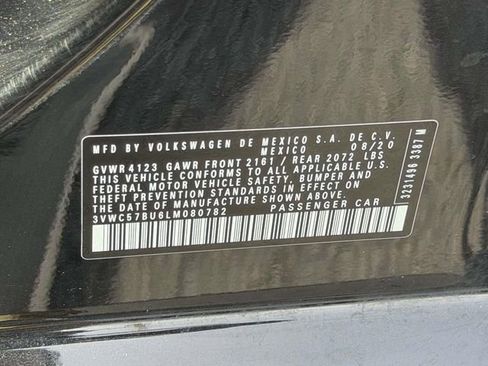 MFD BY VOLKSWAGEN DE MEXICO S.A. DE C.V.
MEXICO 08/20
GVWR 4123 GAWR FRONT 2161 / REAR 2072 LBS
THIS VEHICLE CONFORMS TO ALL APPLICABLE U.S.
FEDERAL MOTOR VEHICLE SAFETY, BUMPER AND
THEFT PREVENTION STANDARDS IN EFFECT ON
THE DATE OF MANUFACTURE SHOWN ABOVE.
3VWC57BU6LM080782 PASSENGER CAR
3231496 3387 M